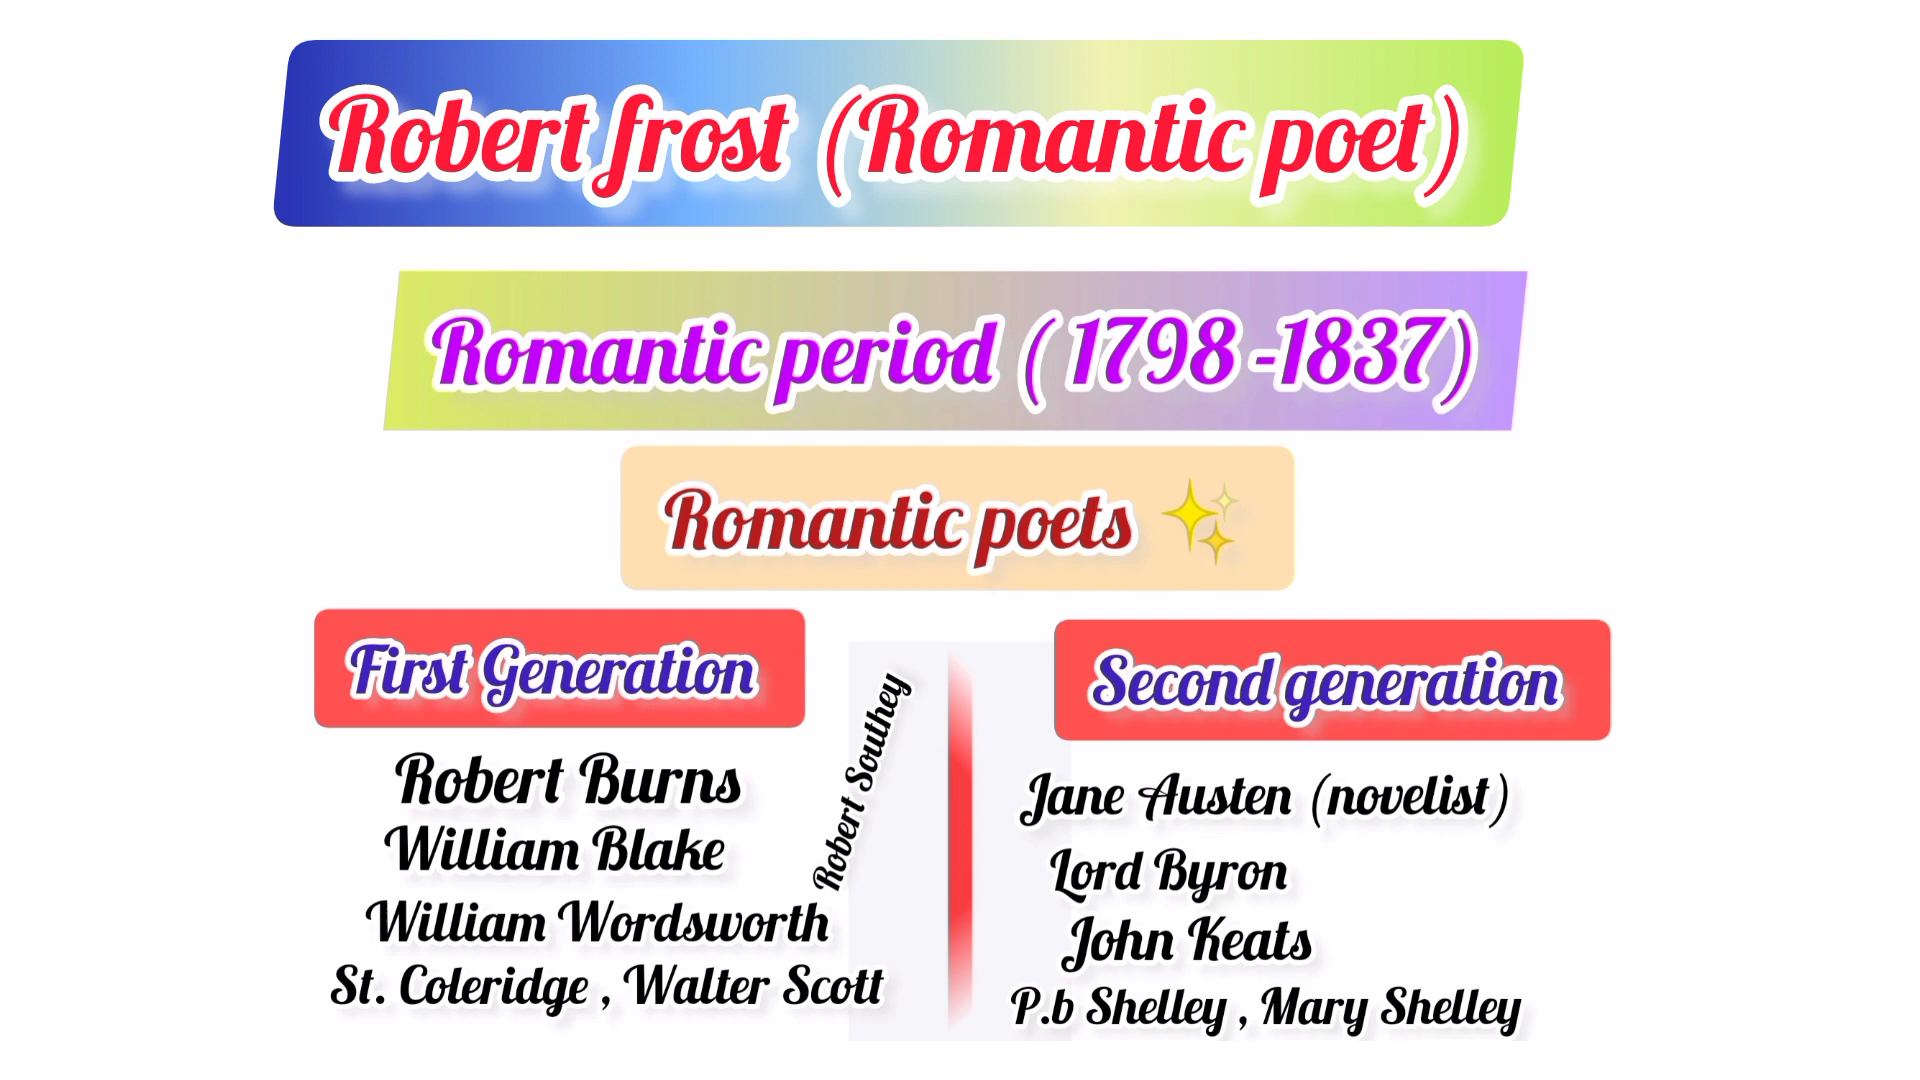 Robert frost (Romantic poet)
Romantic period ( 1798 -1837)
Romantic poets ✨
First Generation
Robert Burns
William Blake
William Wordsworth
St. Coleridge , Walter Scott
Robert Southey
Second generation
Jane Austen (novelist)
Lord Byron
John Keats
P.b Shelley , Mary Shelley